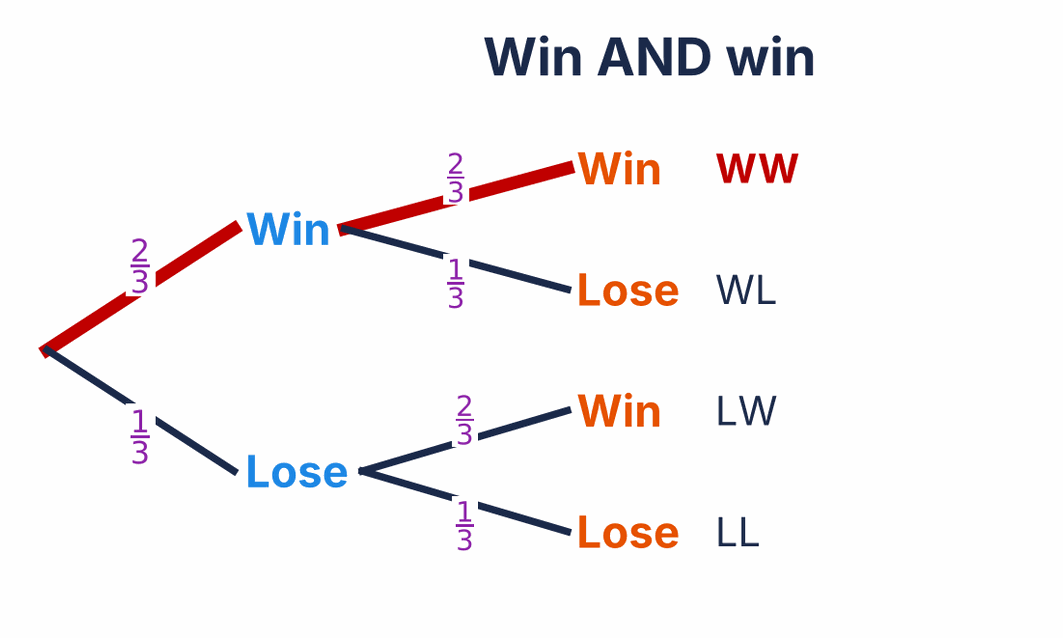 Win AND win
2/3 Win WW
2/3 Win
1/3 Lose WL
2/3 Win LW
1/3 Lose
1/3 Lose LL